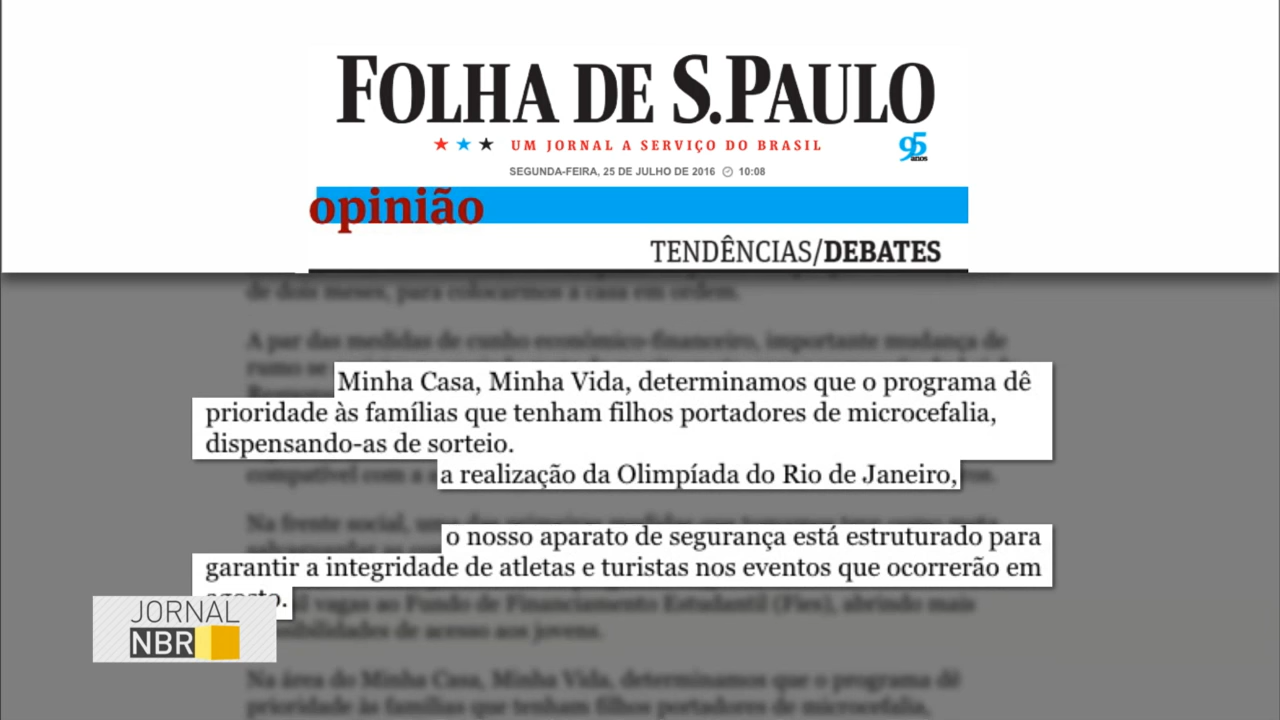 FOLHA DE S.PAULO
★ ★ ★ UM JORNAL A SERVIÇO DO BRASIL
95 anos
SEGUNDA-FEIRA, 25 DE JULHO DE 2016 10:08
opinião
TENDÊNCIAS/DEBATES
de dois meses, para colocarmos a casa em ordem.
A par das medidas de cunho econômico-financeiro, importante mudança de
rumo se
Minha Casa, Minha Vida, determinamos que o programa dê
prioridade às famílias que tenham filhos portadores de microcefalia,
dispensando-as de sorteio.
compatível com a
a realização da Olimpíada do Rio de Janeiro,
Na frente social,
o nosso aparato de segurança está estruturado para
garantir a integridade de atletas e turistas nos eventos que ocorrerão em
agosto.
vagas ao Fundo de Financiamento Estudantil (Fies), abrindo mais
de acesso aos jovens.
Na área do Minha Casa, Minha Vida, determinamos que o programa dê
prioridade às famílias que tenham filhos portadores de microcefalia,
JORNAL
NBR